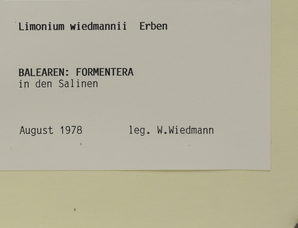 Limonium wiedmannii Erben
BALEAREN: FORMENTERA
in den Salinen
August 1978 leg. W.Wiedmann